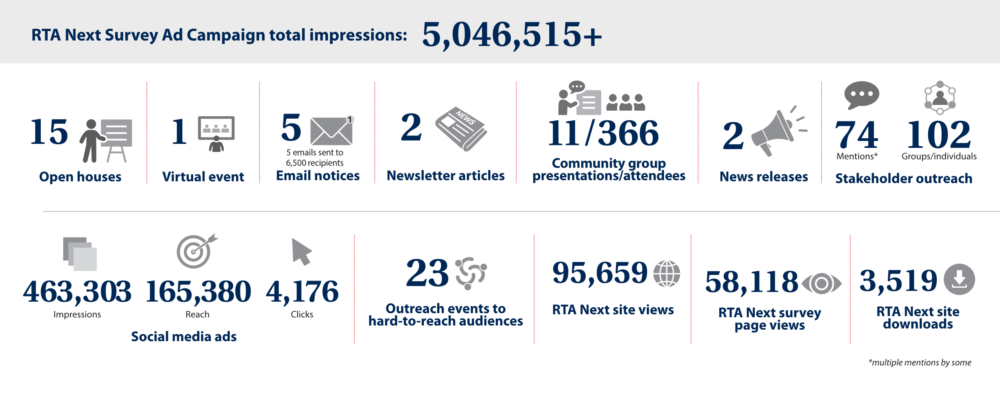 RTA Next Survey Ad Campaign total impressions: 5,046,515+
15
Open houses
1
Virtual event
5
1
5 emails sent to
6,500 recipients
Email notices
2
NEWS
Newsletter articles
11/366
Community group
presentations/attendees
2
News releases
74
Mentions*
102
Groups/individuals
Stakeholder outreach
463,303
Impressions
165,380
Reach
4,176
Clicks
Social media ads
23
Outreach events to
hard-to-reach audiences
95,659
RTA Next site views
58,118
RTA Next survey
page views
3,519
RTA Next site
downloads
*multiple mentions by some